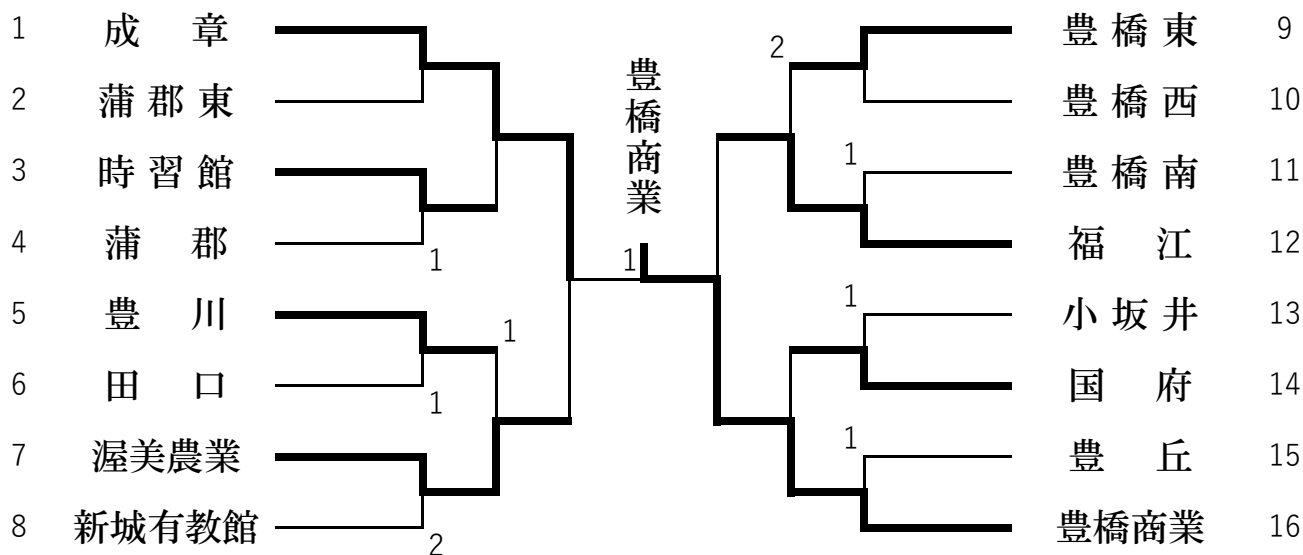 1 成章
2 蒲郡東
3 時習館
4 蒲郡
1
5 豊川
1
6 田口
1
7 渥美農業
8 新城有教館
2
豊橋商業
1
2
豊橋東 9
豊橋西 10
1
豊橋南 11
福江 12
1
小坂井 13
国府 14
1
豊丘 15
豊橋商業 16